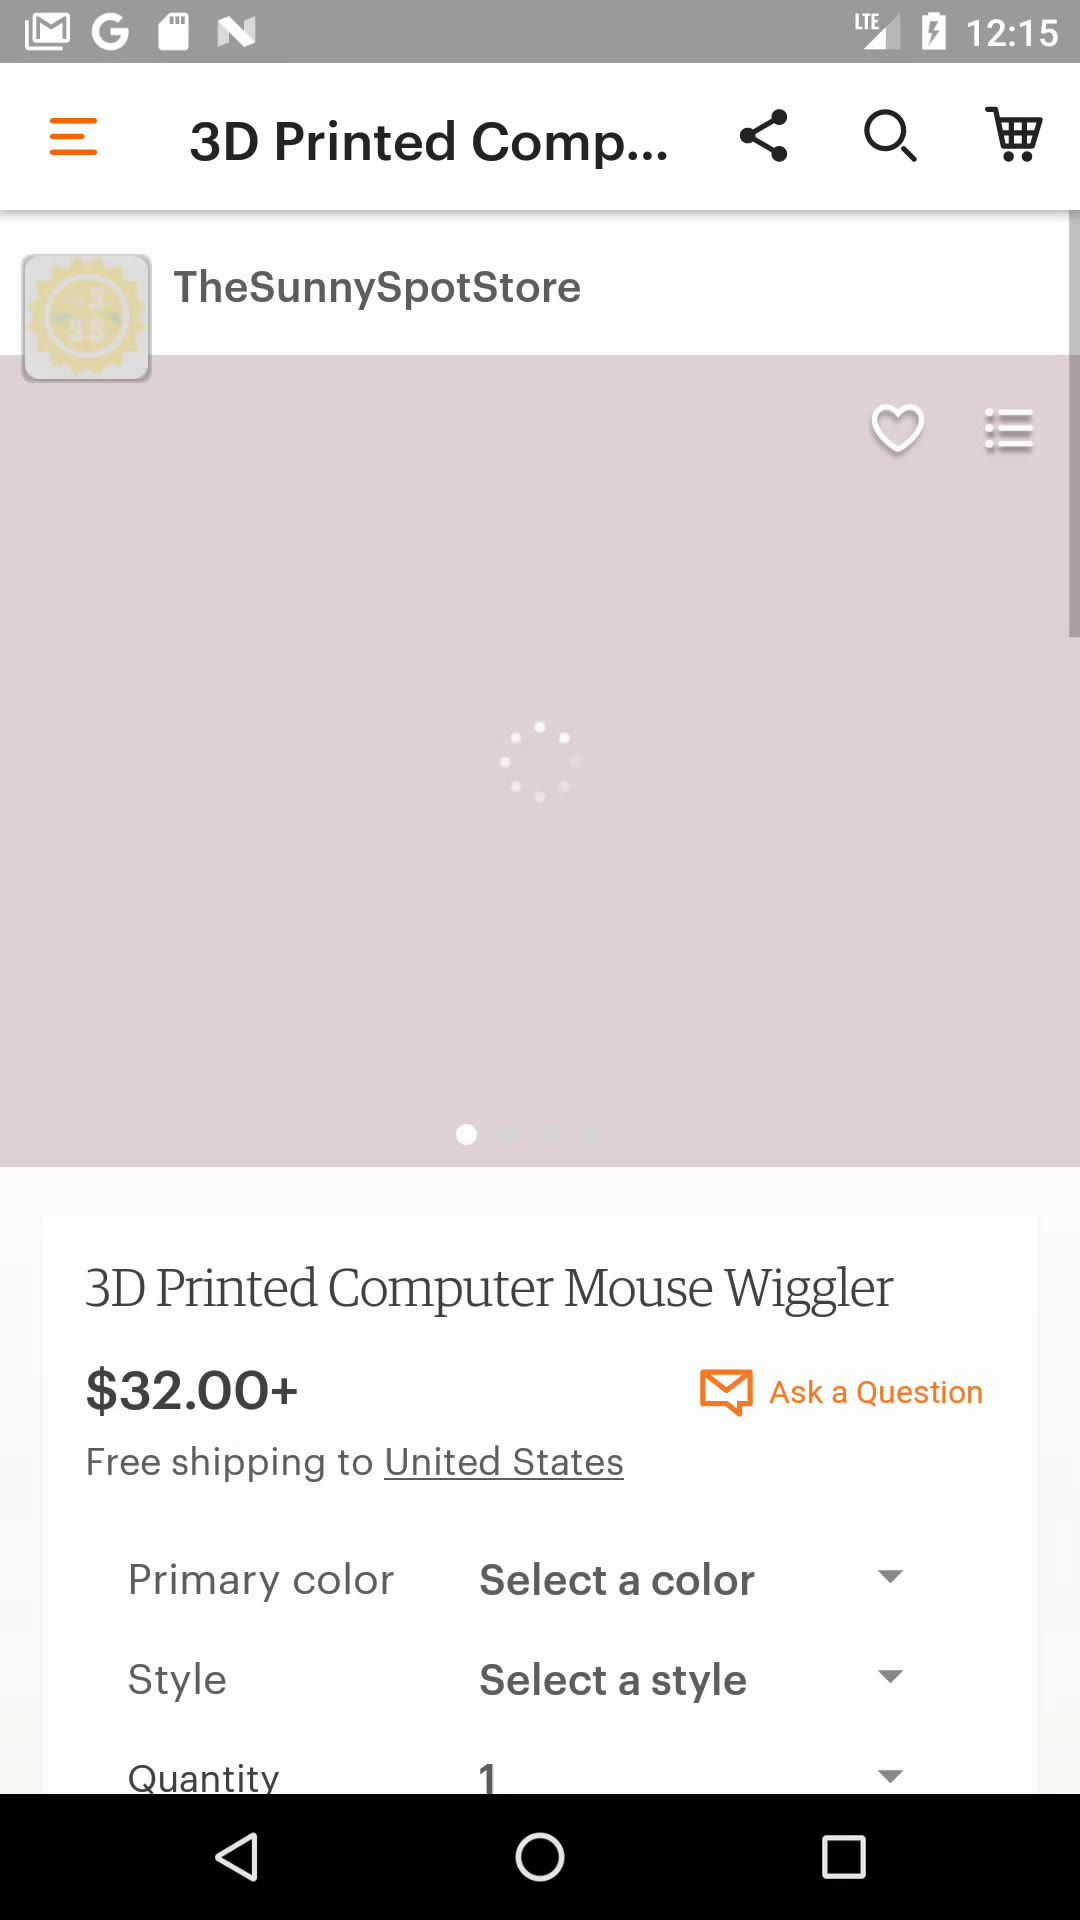 LTE 12:15
3D Printed Comp...
TheSunnySpotStore
3D Printed Computer Mouse Wiggler
$32.00+
Ask a Question
Free shipping to United States
Primary color Select a color
Style Select a style
Quantity 1